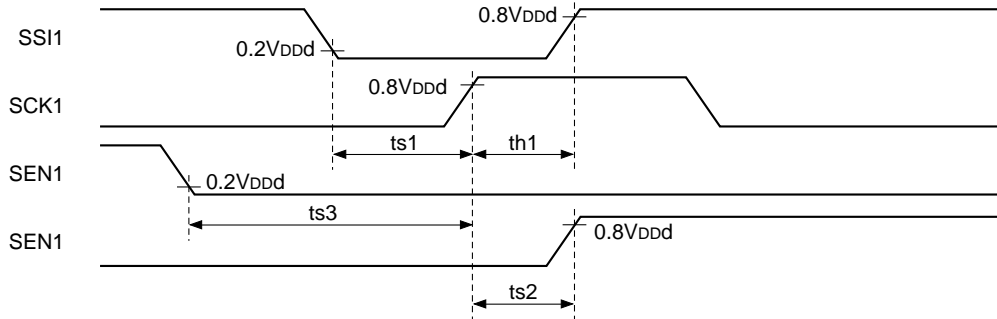 0.8VDDd
SSI1
0.2VDDd
0.8VDDd
SCK1
ts1
th1
SEN1
0.2VDDd
ts3
SEN1
0.8VDDd
ts2